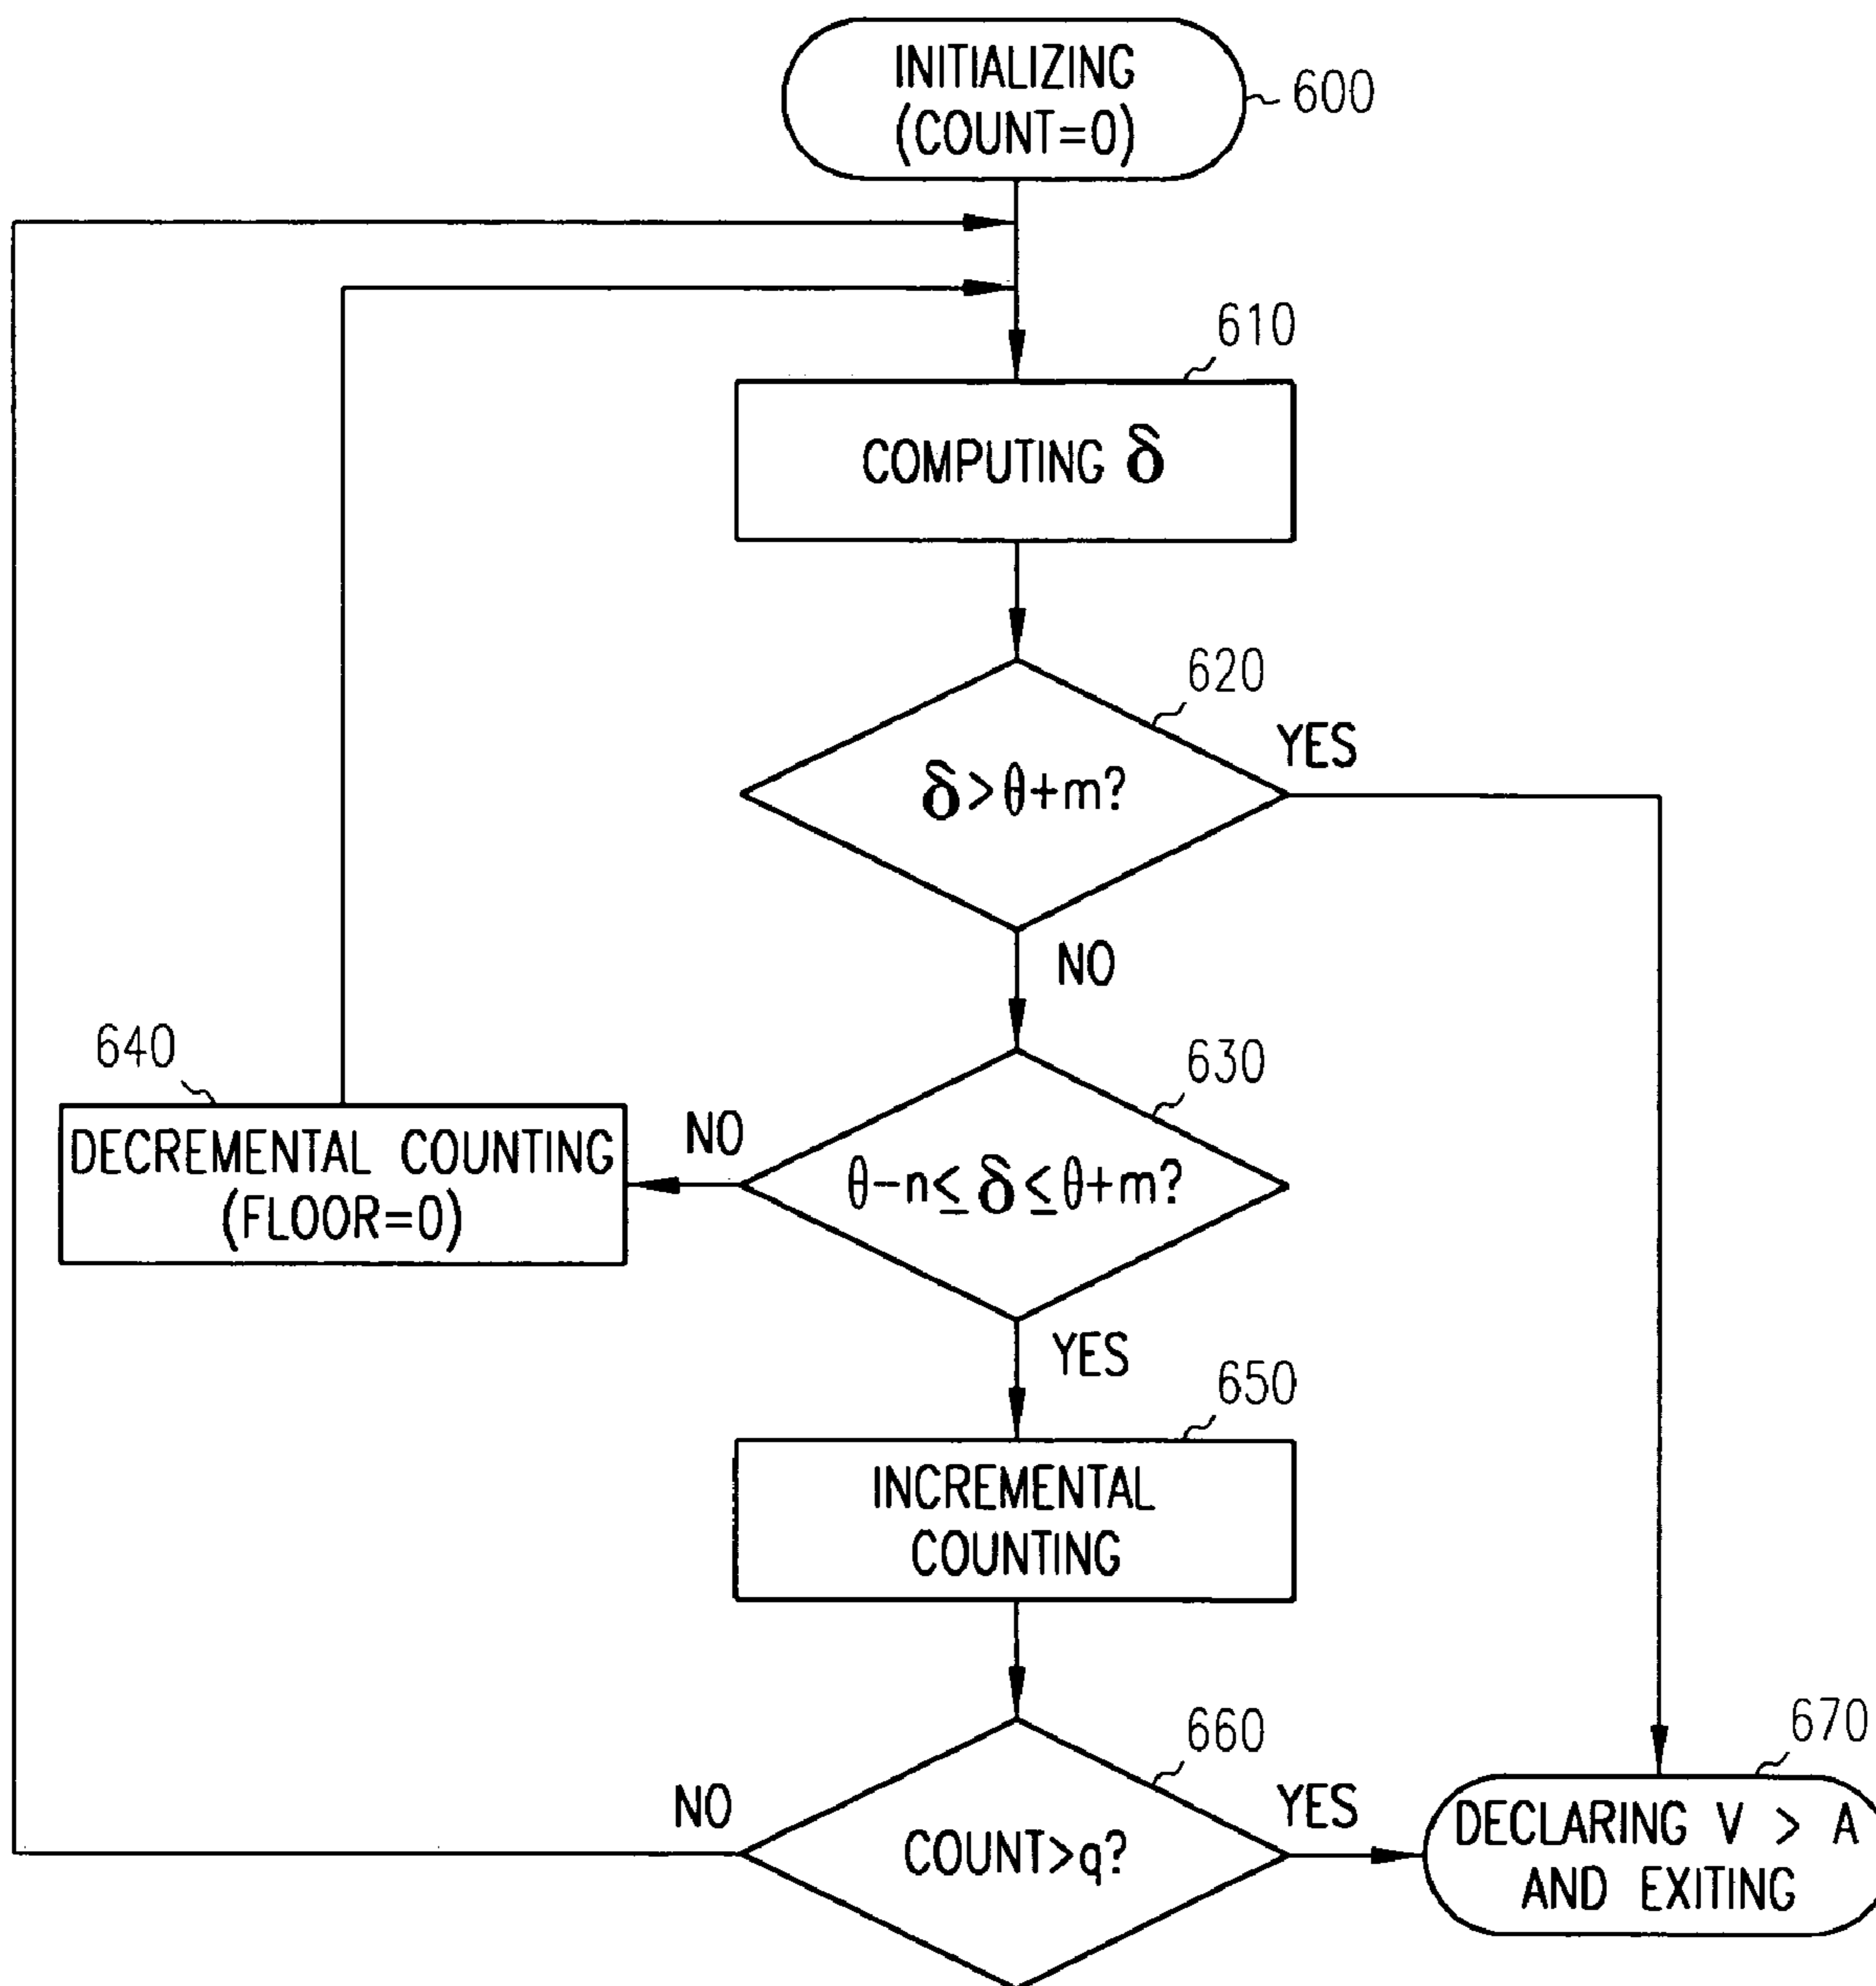 INITIALIZING
(COUNT=0)
600
610
COMPUTING δ
620
YES
δ>θ+m?
NO
640
630
DECREMENTAL COUNTING
(FLOOR=0)
NO
θ−n≤δ≤θ+m?
YES
650
INCREMENTAL
COUNTING
660
670
NO
YES
COUNT>q?
DECLARING V > A
AND EXITING